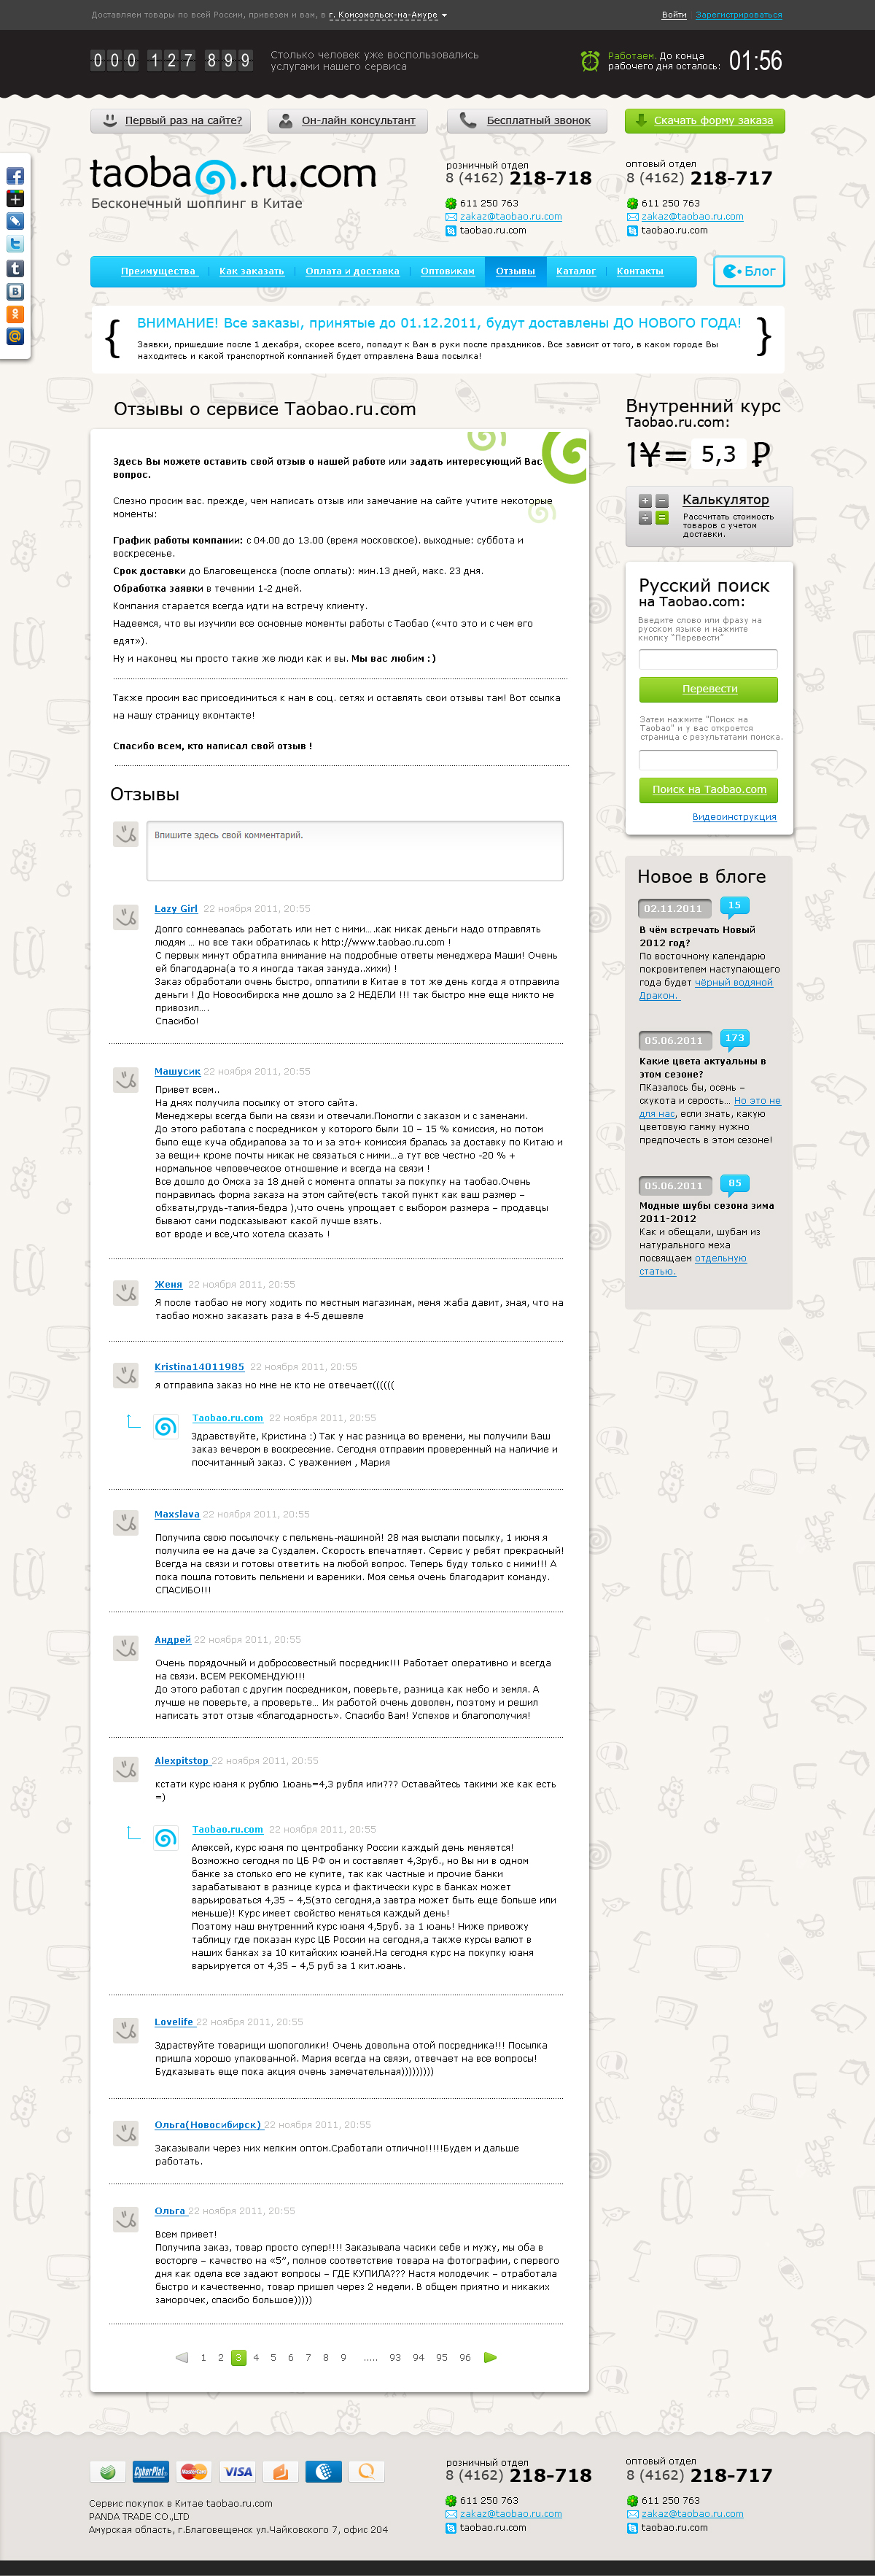 Доставляем товары по всей России, привезем и вам, в г. Комсомольск-на-Амуре
Войти Зарегистрироваться
000 127 899
Столько человек уже воспользовались
услугами нашего сервиса
Работаем. До конца
рабочего дня осталось:
01:56
Первый раз на сайте?
Он-лайн консультант
Бесплатный звонок
Скачать форму заказа
taobao.ru.com
Бесконечный шоппинг в Китае
розничный отдел
8 (4162) 218-718
611 250 763
zakaz@taobao.ru.com
taobao.ru.com
оптовый отдел
8 (4162) 218-717
611 250 763
zakaz@taobao.ru.com
taobao.ru.com
Преимущества Как заказать Оплата и доставка Оптовикам Отзывы Каталог Контакты
Блог
ВНИМАНИЕ! Все заказы, принятые до 01.12.2011, будут доставлены ДО НОВОГО ГОДА!
Заявки, пришедшие после 1 декабря, скорее всего, попадут к Вам в руки после праздников. Все зависит от того, в каком городе Вы
находитесь и какой транспортной компанией будет отправлена Ваша посылка!
Отзывы о сервисе Taobao.ru.com
Здесь Вы можете оставить свой отзыв о нашей работе или задать интересующий Вас
вопрос.
Слезно просим вас. прежде, чем написать отзыв или замечание на сайте учтите некоторые
моменты:
График работы компании: с 04.00 до 13.00 (время московское). выходные: суббота и
воскресенье.
Срок доставки до Благовещенска (после оплаты): мин.13 дней, макс. 23 дня.
Обработка заявки в течении 1-2 дней.
Компания старается всегда идти на встречу клиенту.
Надеемся, что вы изучили все основные моменты работы с Таобао («что это и с чем его
едят»).
Ну и наконец мы просто такие же люди как и вы. Мы вас любим :)
Также просим вас присоединиться к нам в соц. сетях и оставлять свои отзывы там! Вот ссылка
на нашу страницу вконтакте!
Спасибо всем, кто написал свой отзыв !
Отзывы
Впишите здесь свой комментарий.
Lazy Girl 22 ноября 2011, 20:55
Долго сомневалась работать или нет с ними....как никак деньги надо отправлять
людям ... но все таки обратилась к http://www.taobao.ru.com !
С первых минут обратила внимание на подробные ответы менеджера Маши! Очень
ей благодарна(а то я иногда такая зануда..хихи) !
Заказ обработали очень быстро, оплатили в Китае в тот же день когда я отправила
деньги ! До Новосибирска мне дошло за 2 НЕДЕЛИ !!! так быстро мне еще никто не
привозил....
Спасибо!
Машусик 22 ноября 2011, 20:55
Привет всем..
На днях получила посылку от этого сайта.
Менеджеры всегда были на связи и отвечали.Помогли с заказом и с заменами.
До этого работала с посредником у которого были 10 – 15 % комиссия, но потом
было еще куча обдиралова за то и за это+ комиссия бралась за доставку по Китаю и
за вещи+ кроме почты никак не связаться с ними...а тут все честно -20 % +
нормальное человеческое отношение и всегда на связи !
Все дошло до Омска за 18 дней с момента оплаты за покупку на таобао.Очень
понравилась форма заказа на этом сайте(есть такой пункт как ваш размер –
обхваты,грудь-талия-бедра ),что очень упрощает с выбором размера – продавцы
бывают сами подсказывают какой лучше взять.
вот вроде и все,что хотела сказать !
Женя 22 ноября 2011, 20:55
Я после таобао не могу ходить по местным магазинам, меня жаба давит, зная, что на
таобао можно заказать раза в 4-5 дешевле
Kristina14011985 22 ноября 2011, 20:55
я отправила заказ но мне не кто не отвечает((((((
Taobao.ru.com 22 ноября 2011, 20:55
Здравствуйте, Кристина :) Так у нас разница во времени, мы получили Ваш
заказ вечером в воскресение. Сегодня отправим проверенный на наличие и
посчитанный заказ. С уважением , Мария
Maxslava 22 ноября 2011, 20:55
Получила свою посылочку с пельмень-машиной! 28 мая выслали посылку, 1 июня я
получила ее на даче за Суздалем. Скорость впечатляет. Сервис у ребят прекрасный!
Всегда на связи и готовы ответить на любой вопрос. Теперь буду только с ними!!! А
пока пошла готовить пельмени и вареники. Моя семья очень благодарит команду.
СПАСИБО!!!
Андрей 22 ноября 2011, 20:55
Очень порядочный и добросовестный посредник!!! Работает оперативно и всегда
на связи. ВСЕМ РЕКОМЕНДУЮ!!!
До этого работал с другим посредником, поверьте, разница как небо и земля. А
лучше не поверьте, а проверьте... Их работой очень доволен, поэтому и решил
написать этот отзыв «благодарность». Спасибо Вам! Успехов и благополучия!
Alexpitstop 22 ноября 2011, 20:55
кстати курс юаня к рублю 1юань=4,3 рубля или??? Оставайтесь такими же как есть
=)
Taobao.ru.com 22 ноября 2011, 20:55
Алексей, курс юаня по центробанку России каждый день меняется!
Возможно сегодня по ЦБ РФ он и составляет 4,3руб., но Вы ни в одном
банке за столько его не купите, так как частные и прочие банки
зарабатывают в разнице курса и фактически курс в банках может
варьироваться 4,35 – 4,5(это сегодня,а завтра может быть еще больше или
меньше)! Курс имеет свойство меняться каждый день!
Поэтому наш внутренний курс юаня 4,5руб. за 1 юань! Ниже привожу
таблицу где показан курс ЦБ России на сегодня,а также курсы валют в
наших банках за 10 китайских юаней.На сегодня курс на покупку юаня
варьируется от 4,35 – 4,5 руб за 1 кит.юань.
Lovelife 22 ноября 2011, 20:55
Здраствуйте товарищи шопоголики! Очень довольна отой посредника!!! Посылка
пришла хорошо упакованной. Мария всегда на связи, отвечает на все вопросы!
Будказывать еще пока акция очень замечательная)))))))))
Ольга(Новосибирск) 22 ноября 2011, 20:55
Заказывали через них мелким оптом.Сработали отлично!!!!!Будем и дальше
работать.
Ольга 22 ноября 2011, 20:55
Всем привет!
Получила заказ, товар просто супер!!!! Заказывала часики себе и мужу, мы оба в
восторге – качество на «5″, полное соответствие товара на фотографии, с первого
дня как одела все задают вопросы – ГДЕ КУПИЛА??? Настя молодечик – отработала
быстро и качественно, товар пришел через 2 недели. В общем приятно и никаких
заморочек, спасибо большое)))))
1 2 3 4 5 6 7 8 9 ..... 93 94 95 96
Внутренний курс
Taobao.ru.com:
1¥= 5,3 ₽
Калькулятор
Рассчитать стоимость
товаров с учетом
доставки.
Русский поиск
на Taobao.com:
Введите слово или фразу на
русском языке и нажмите
кнопку "Перевести"
Перевести
Затем нажмите "Поиск на
Taobao" и у вас откроется
страница с результатами поиска.
Поиск на Taobao.com
Видеоинструкция
Новое в блоге
02.11.2011 15
В чём встречать Новый
2012 год?
По восточному календарю
покровителем наступающего
года будет чёрный водяной
Дракон.
05.06.2011 173
Какие цвета актуальны в
этом сезоне?
ПКазалось бы, осень –
скукота и серость... Но это не
для нас, если знать, какую
цветовую гамму нужно
предпочесть в этом сезоне!
05.06.2011 85
Модные шубы сезона зима
2011-2012
Как и обещали, шубам из
натурального меха
посвящаем отдельную
статью.
CyberPlat MasterCard VISA
Сервис покупок в Китае taobao.ru.com
PANDA TRADE CO.,LTD
Амурская область, г.Благовещенск ул.Чайковского 7, офис 204
розничный отдел
8 (4162) 218-718
611 250 763
zakaz@taobao.ru.com
taobao.ru.com
оптовый отдел
8 (4162) 218-717
611 250 763
zakaz@taobao.ru.com
taobao.ru.com